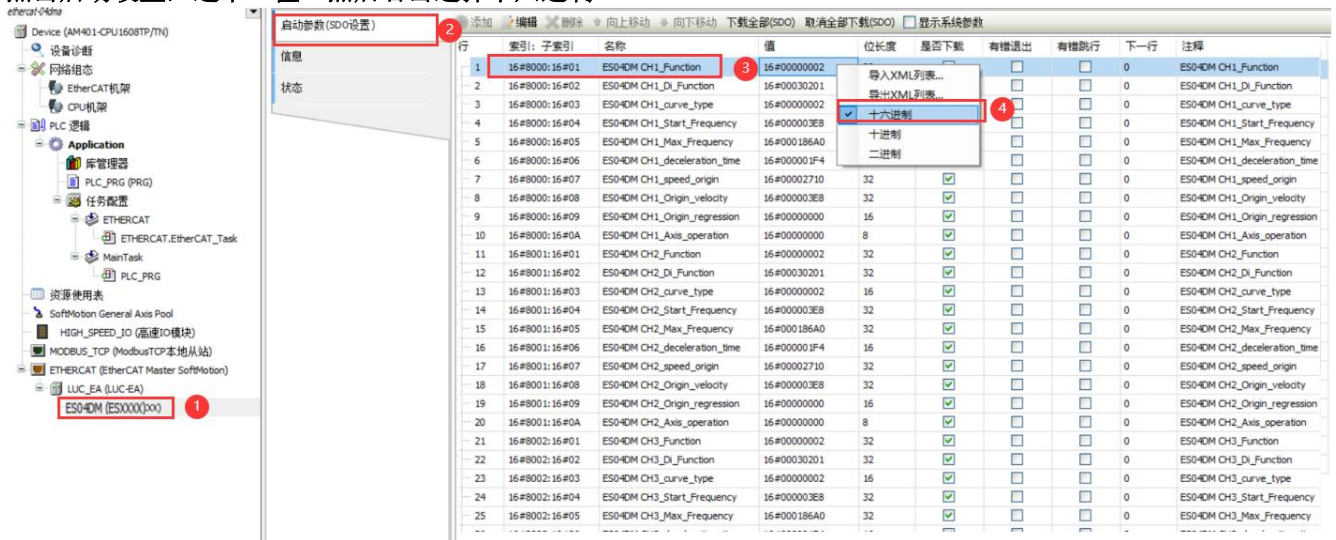 ethercat-04dma
Device (AM401-CPU1608TP/TN)
设备诊断
网络组态
EtherCAT机架
CPU机架
PLC 逻辑
Application
库管理器
PLC_PRG (PRG)
任务配置
ETHERCAT
ETHERCAT.EtherCAT_Task
MainTask
PLC_PRG
资源使用表
SoftMotion General Axis Pool
HIGH_SPEED_IO (高速IO模块)
MODBUS_TCP (ModbusTCP本地从站)
ETHERCAT (EtherCAT Master SoftMotion)
LUC_EA (LUC-EA)
ES04DM (ESXXXX(xxx)
1
启动参数(SDO设置)
2
信息
状态
添加 编辑 删除 向上移动 向下移动 下载全部(SDO) 取消全部下载(SDO) 显示系统参数
行 索引: 子索引 名称 值 位长度 是否下载 有错退出 有错跳行 下一行 注释
1 16#8000:16#01 ES04DM CH1_Function 3 16#00000002 0 ES04DM CH1_Function
2 16#8000:16#02 ES04DM CH1_Di_Function 16#00030201 0 ES04DM CH1_Di_Function
3 16#8000:16#03 ES04DM CH1_curve_type 16#00000002 0 ES04DM CH1_curve_type
4 16#8000:16#04 ES04DM CH1_Start_Frequency 16#000003E8 0 ES04DM CH1_Start_Frequency
5 16#8000:16#05 ES04DM CH1_Max_Frequency 16#000186A0 0 ES04DM CH1_Max_Frequency
6 16#8000:16#06 ES04DM CH1_deceleration_time 16#000001F4 0 ES04DM CH1_deceleration_time
7 16#8000:16#07 ES04DM CH1_speed_origin 16#00002710 32 0 ES04DM CH1_speed_origin
8 16#8000:16#08 ES04DM CH1_Origin_velocity 16#000003E8 32 0 ES04DM CH1_Origin_velocity
9 16#8000:16#09 ES04DM CH1_Origin_regression 16#00000000 16 0 ES04DM CH1_Origin_regression
10 16#8000:16#0A ES04DM CH1_Axis_operation 16#00000000 8 0 ES04DM CH1_Axis_operation
11 16#8001:16#01 ES04DM CH2_Function 16#00000002 32 0 ES04DM CH2_Function
12 16#8001:16#02 ES04DM CH2_Di_Function 16#00030201 32 0 ES04DM CH2_Di_Function
13 16#8001:16#03 ES04DM CH2_curve_type 16#00000002 16 0 ES04DM CH2_curve_type
14 16#8001:16#04 ES04DM CH2_Start_Frequency 16#000003E8 32 0 ES04DM CH2_Start_Frequency
15 16#8001:16#05 ES04DM CH2_Max_Frequency 16#000186A0 32 0 ES04DM CH2_Max_Frequency
16 16#8001:16#06 ES04DM CH2_deceleration_time 16#000001F4 16 0 ES04DM CH2_deceleration_time
17 16#8001:16#07 ES04DM CH2_speed_origin 16#00002710 32 0 ES04DM CH2_speed_origin
18 16#8001:16#08 ES04DM CH2_Origin_velocity 16#000003E8 32 0 ES04DM CH2_Origin_velocity
19 16#8001:16#09 ES04DM CH2_Origin_regression 16#00000000 16 0 ES04DM CH2_Origin_regression
20 16#8001:16#0A ES04DM CH2_Axis_operation 16#00000000 8 0 ES04DM CH2_Axis_operation
21 16#8002:16#01 ES04DM CH3_Function 16#00000002 32 0 ES04DM CH3_Function
22 16#8002:16#02 ES04DM CH3_Di_Function 16#00030201 32 0 ES04DM CH3_Di_Function
23 16#8002:16#03 ES04DM CH3_curve_type 16#00000002 16 0 ES04DM CH3_curve_type
24 16#8002:16#04 ES04DM CH3_Start_Frequency 16#000003E8 32 0 ES04DM CH3_Start_Frequency
25 16#8002:16#05 ES04DM CH3_Max_Frequency 16#000186A0 32 0 ES04DM CH3_Max_Frequency
导入XML列表...
导出XML列表...
十六进制
4
十进制
二进制